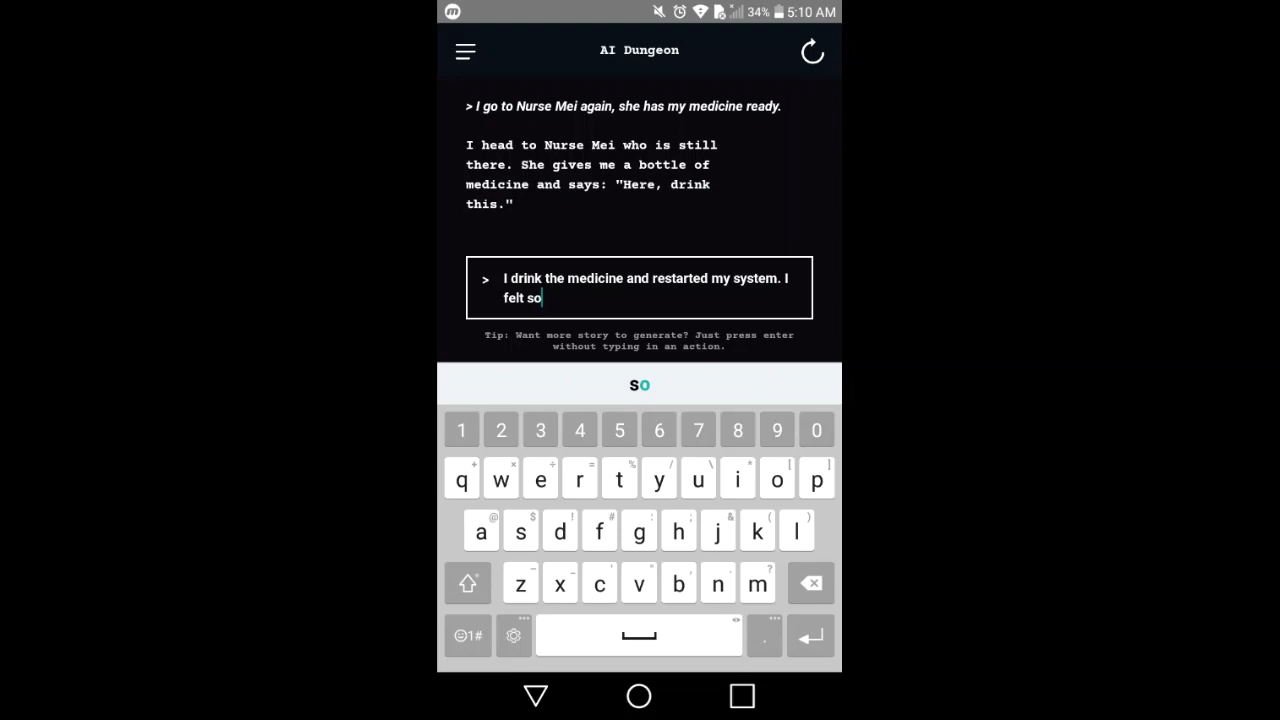 34% 5:10 AM
AI Dungeon
> I go to Nurse Mei again, she has my medicine ready.
I head to Nurse Mei who is still
there. She gives me a bottle of
medicine and says: "Here, drink
this."
> I drink the medicine and restarted my system. I
felt so
Tip: Want more story to generate? Just press enter
without typing in an action.
so
1 2 3 4 5 6 7 8 9 0
q w e r t y u i o p
a s d f g h j k l
z x c v b n m
1# .